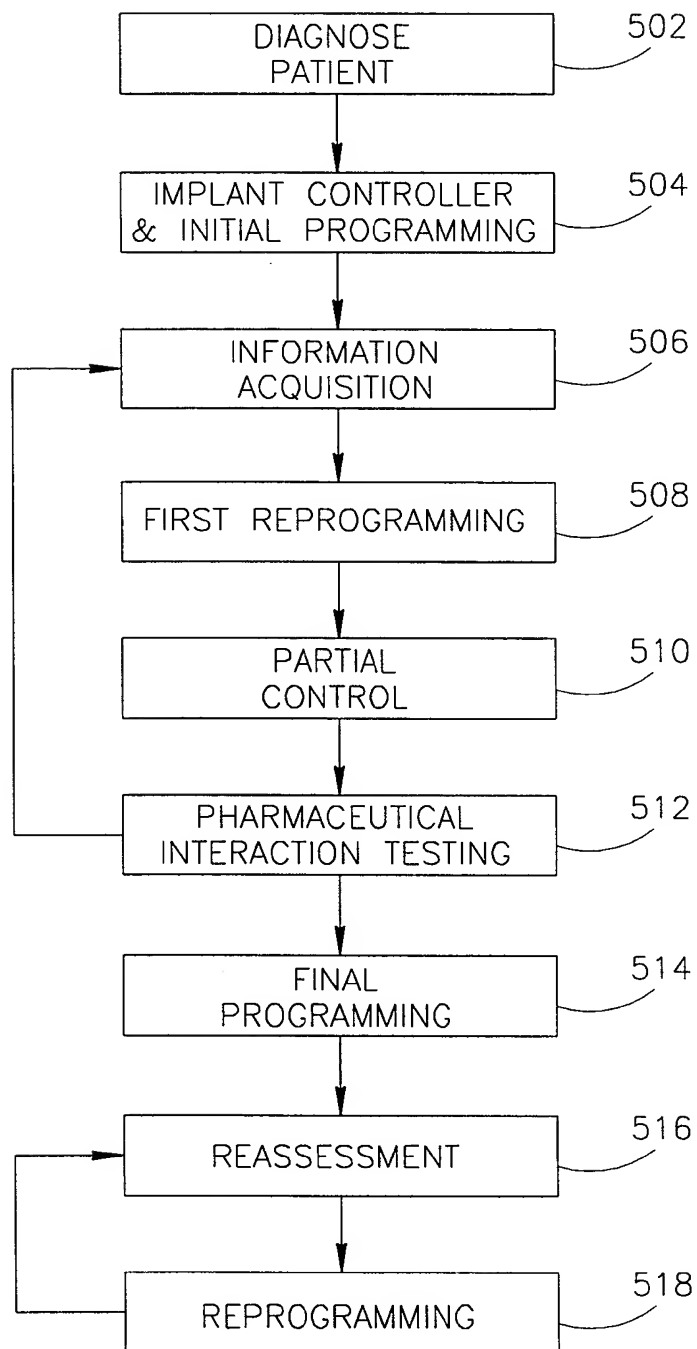 DIAGNOSE
PATIENT
502
IMPLANT CONTROLLER
& INITIAL PROGRAMMING
504
INFORMATION
ACQUISITION
506
FIRST REPROGRAMMING
508
PARTIAL
CONTROL
510
PHARMACEUTICAL
INTERACTION TESTING
512
FINAL
PROGRAMMING
514
REASSESSMENT
516
REPROGRAMMING
518